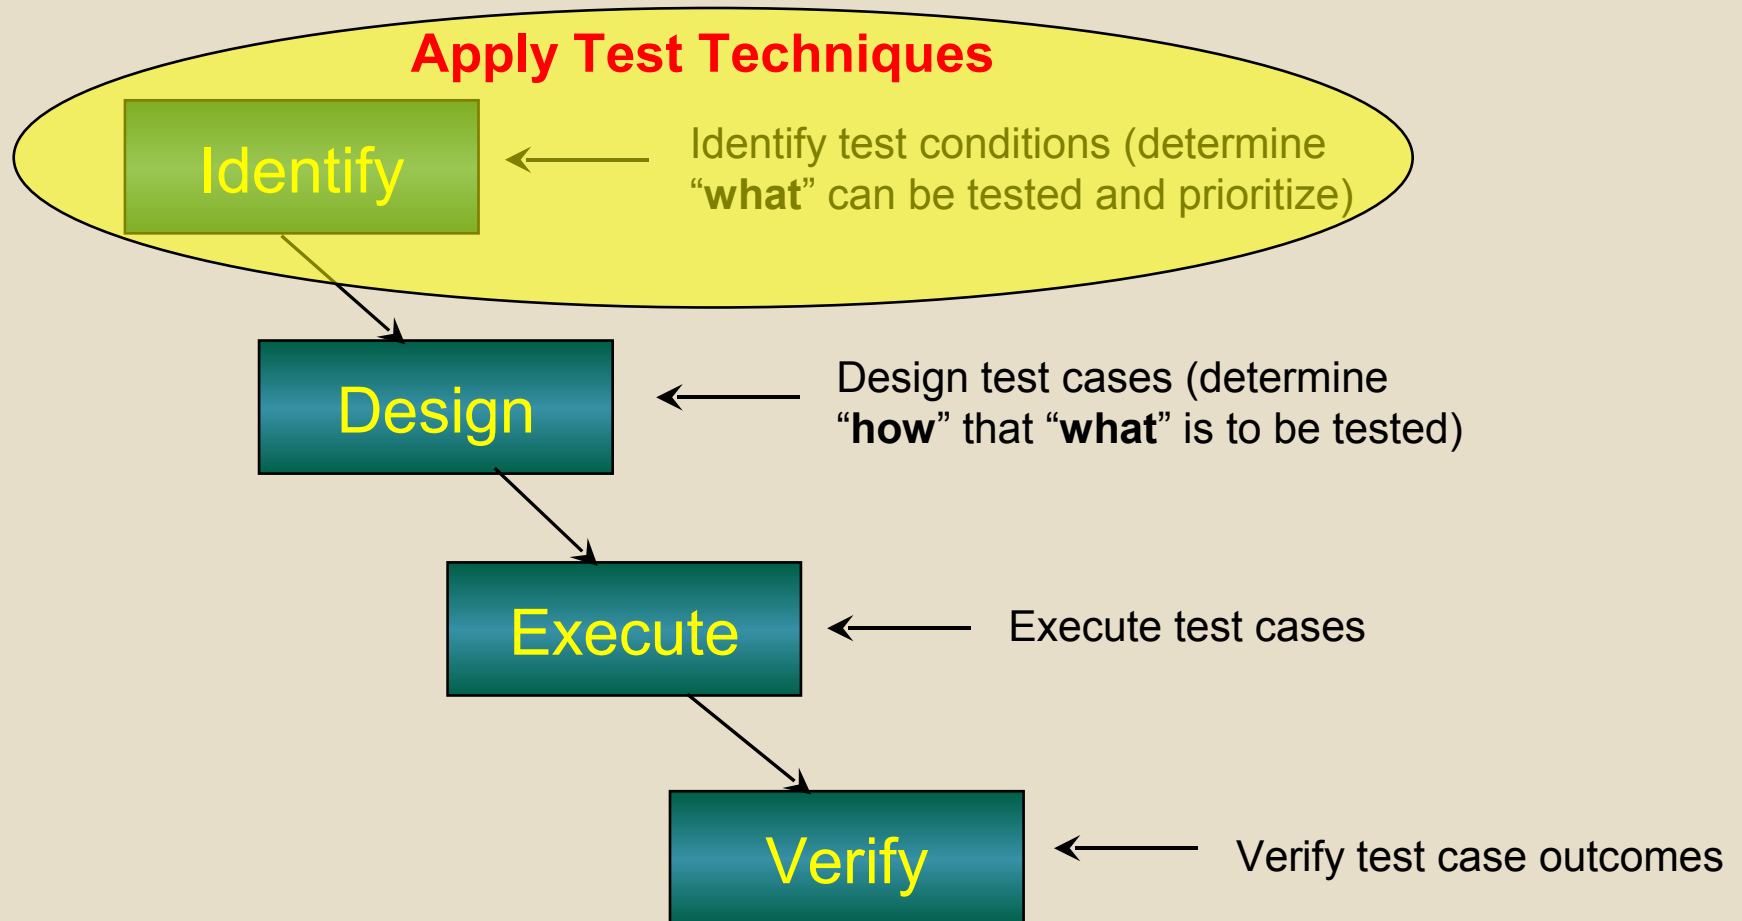 Apply Test Techniques
Identify
Identify test conditions (determine
“what” can be tested and prioritize)
Design
Design test cases (determine
“how” that “what” is to be tested)
Execute
Execute test cases
Verify
Verify test case outcomes